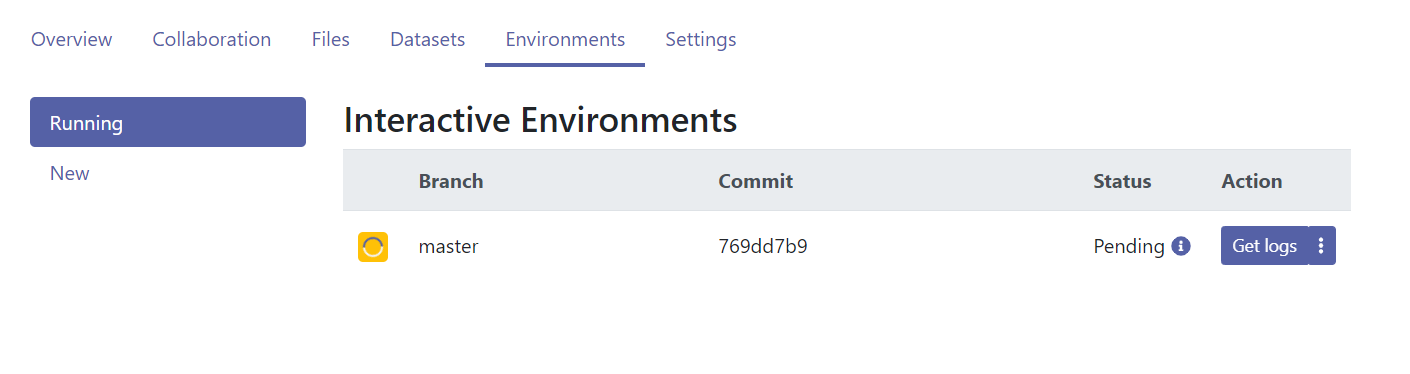 Overview Collaboration Files Datasets Environments Settings
Running
New
Interactive Environments
Branch Commit Status Action
master 769dd7b9 Pending Get logs